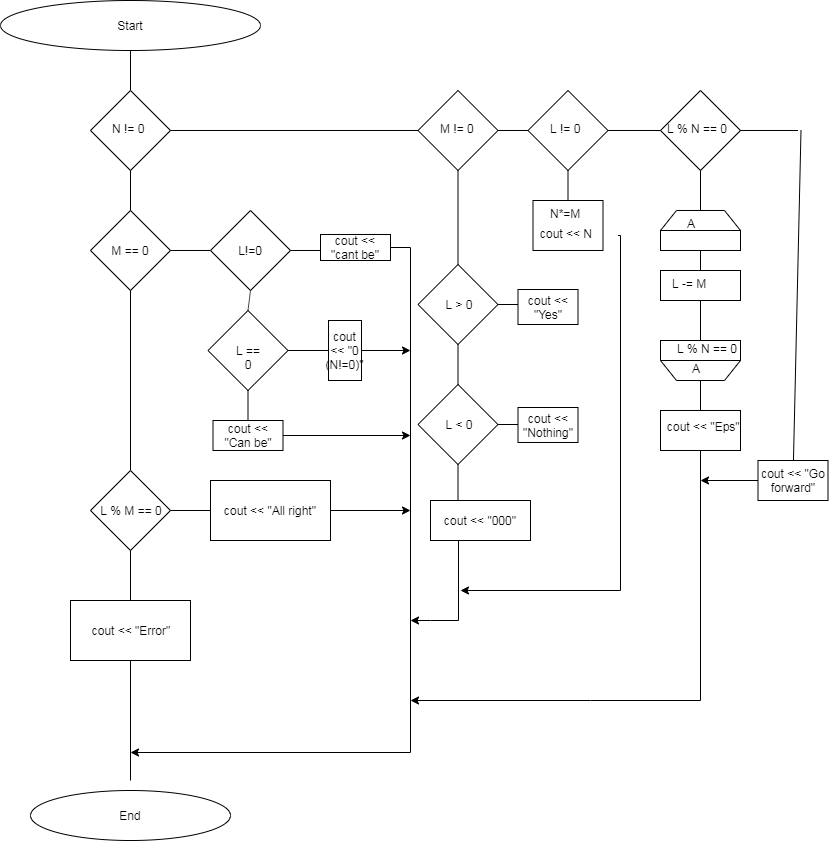 Start
N != 0
M != 0
L != 0
L % N == 0
N*=M
cout << N
A
M == 0
L!=0
cout <<
"cant be"
L -= M
L > 0
cout <<
"Yes"
L ==
0
cout
<< "0
(N!=0)"
L % N == 0
A
L < 0
cout <<
"Nothing"
cout << "Eps"
cout <<
"Can be"
cout << "Go
forward"
L % M == 0
cout << "All right"
cout << "000"
cout << "Error"
End